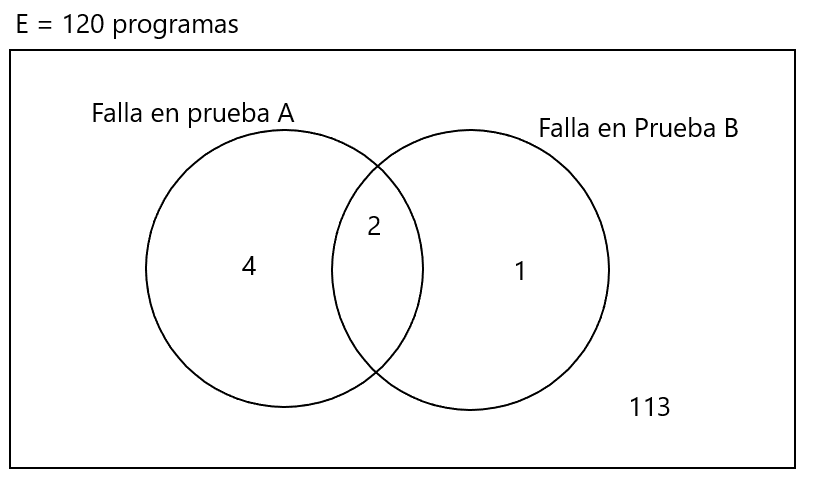 E = 120 programas
Falla en prueba A
Falla en Prueba B
2
4
1
113